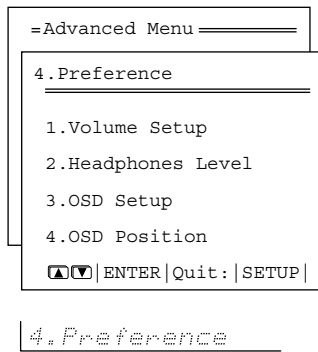 =Advanced Menu
4.Preference
1.Volume Setup
2.Headphones Level
3.OSD Setup
4.OSD Position
▲▼|ENTER|Quit:|SETUP|
4.Preference